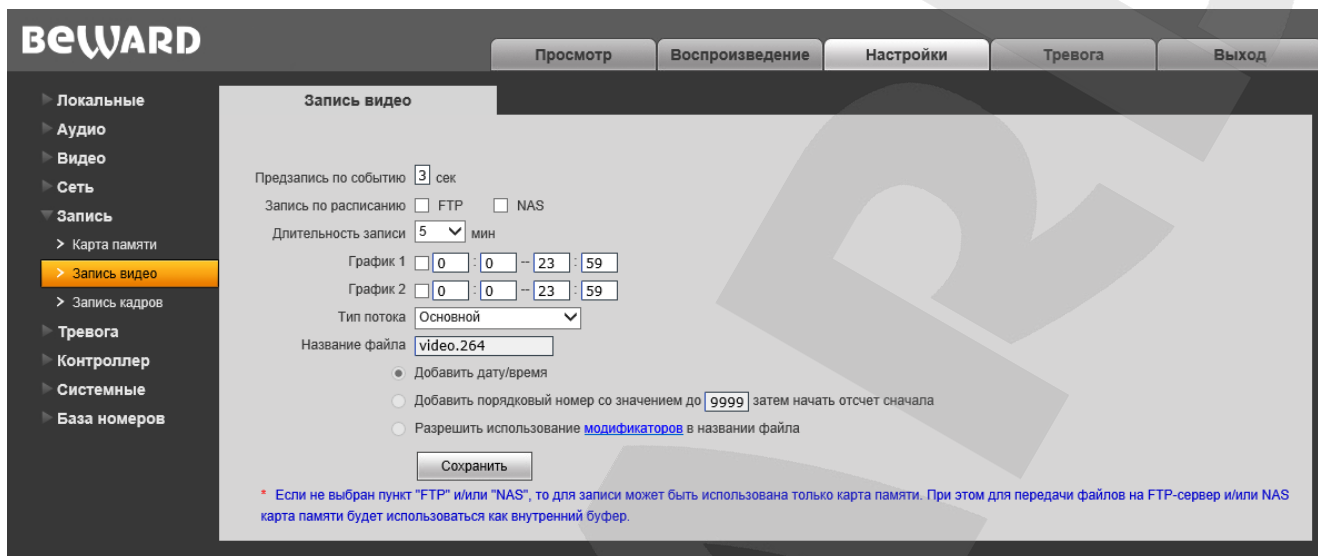 BEWARD
Просмотр
Воспроизведение
Настройки
Тревога
Выход
Локальные
Аудио
Видео
Сеть
Запись
Карта памяти
Запись видео
Запись кадров
Тревога
Контроллер
Системные
База номеров
Запись видео
Предзапись по событию 3 сек
Запись по расписанию FTP NAS
Длительность записи 5 мин
График 1 0 : 0 -- 23 : 59
График 2 0 : 0 -- 23 : 59
Тип потока Основной
Название файла video.264
Добавить дату/время
Добавить порядковый номер со значением до 9999 затем начать отсчет сначала
Разрешить использование модификаторов в названии файла
Сохранить
* Если не выбран пункт "FTP" и/или "NAS", то для записи может быть использована только карта памяти. При этом для передачи файлов на FTP-сервер и/или NAS
карта памяти будет использоваться как внутренний буфер.